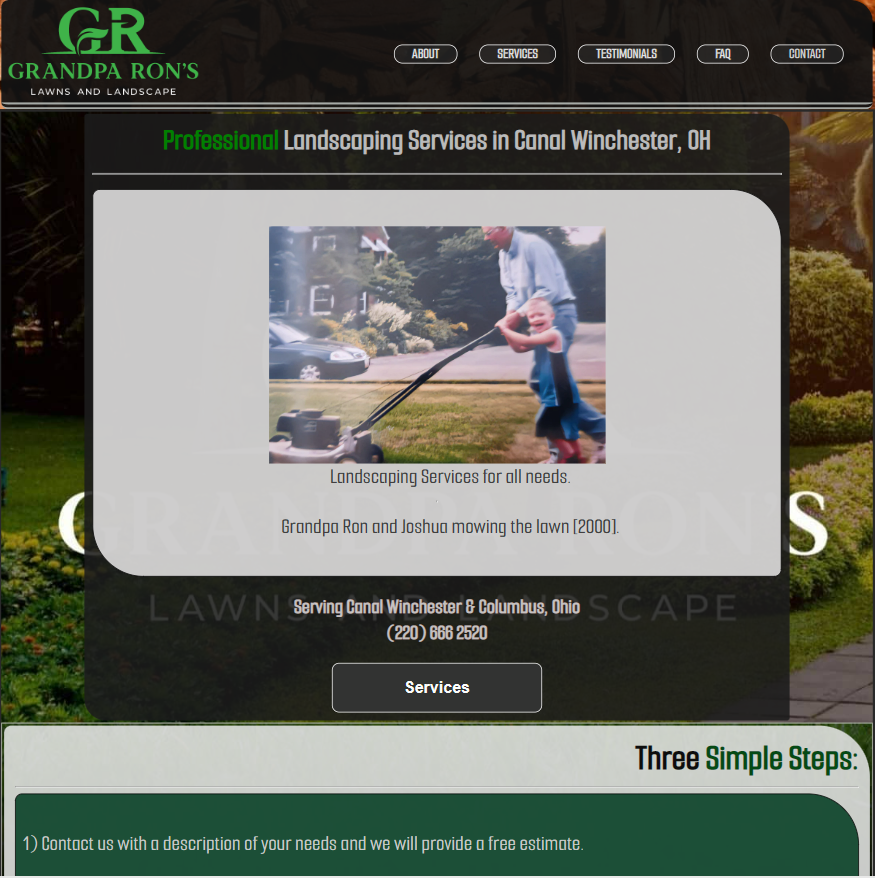 GR
GRANDPA RON'S
LAWNS AND LANDSCAPE
ABOUT
SERVICES
TESTIMONIALS
FAQ
CONTACT
Professional Landscaping Services in Canal Winchester, OH
Landscaping Services for all needs.
Grandpa Ron and Joshua mowing the lawn [2000].
GRANDPA RON'S
LAWNS AND LANDSCAPE
Serving Canal Winchester & Columbus, Ohio
(220) 666 2520
Services
Three Simple Steps:
1) Contact us with a description of your needs and we will provide a free estimate.